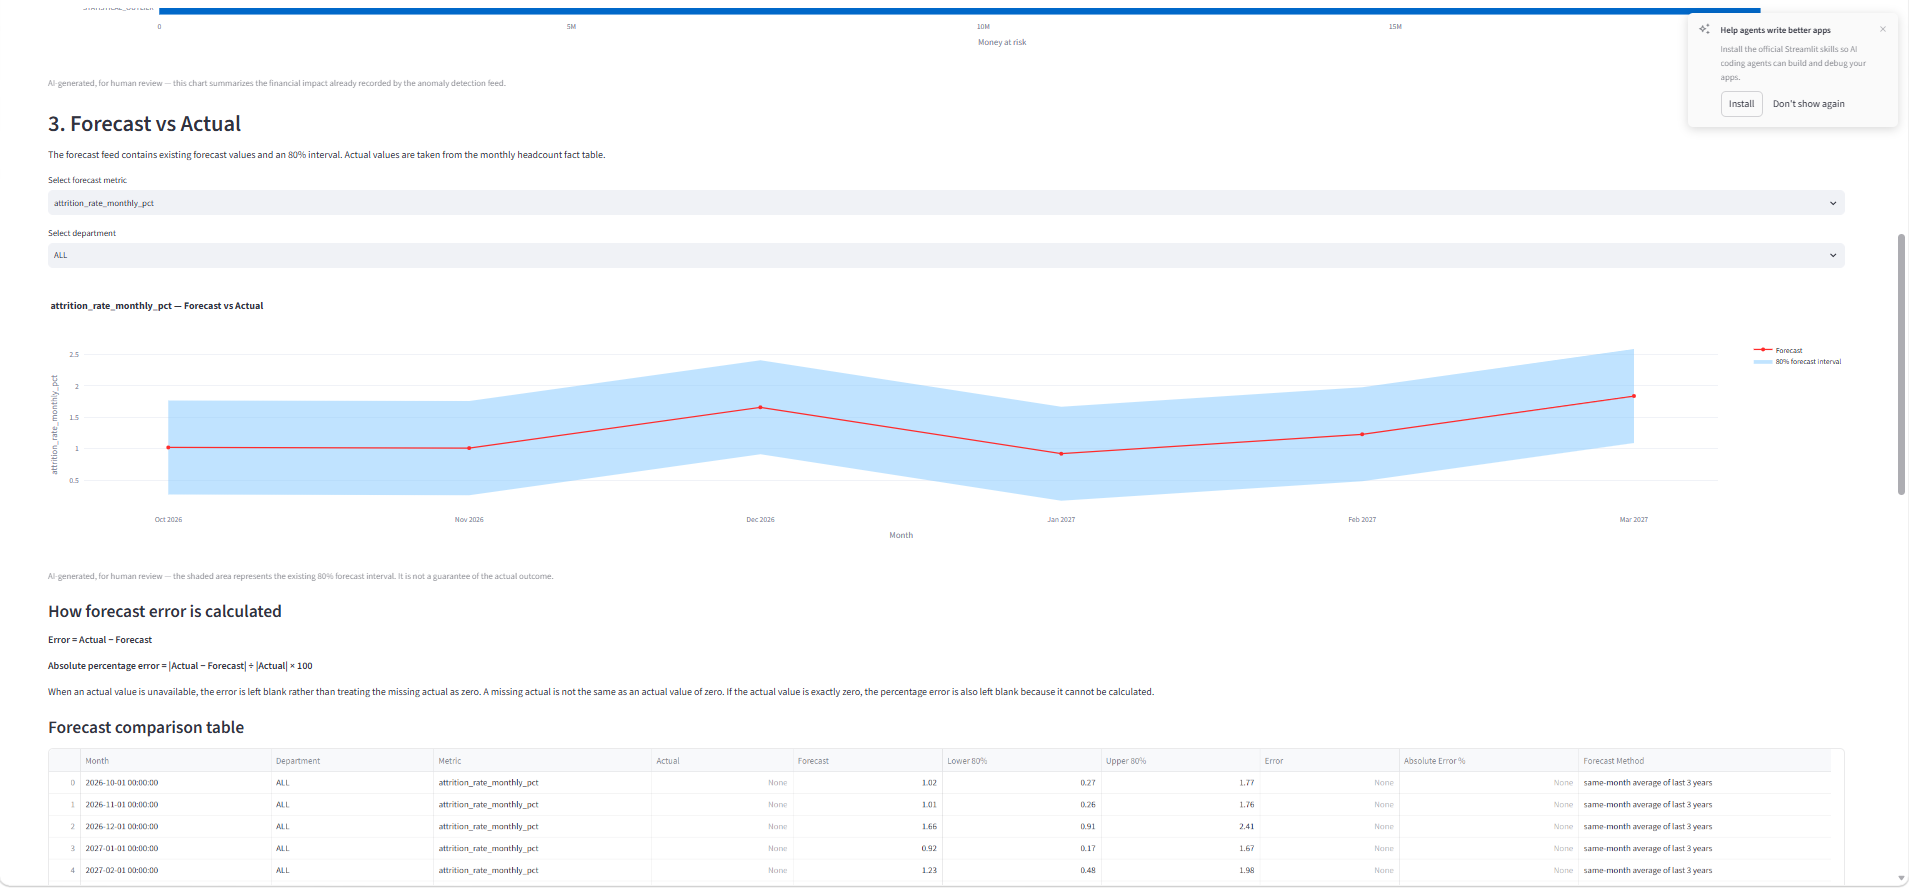 STATISTICAL_OUTLIER
0
5M
10M
15M
Money at risk
Help agents write better apps
Install the official Streamlit skills so AI
coding agents can build and debug your
apps.
Install
Don't show again
AI-generated, for human review — this chart summarizes the financial impact already recorded by the anomaly detection feed.
3. Forecast vs Actual
The forecast feed contains existing forecast values and an 80% interval. Actual values are taken from the monthly headcount fact table.
Select forecast metric
attrition_rate_monthly_pct
Select department
ALL
attrition_rate_monthly_pct — Forecast vs Actual
2.5
2
1.5
1
0.5
attrition_rate_monthly_pct
Forecast
80% forecast interval
Oct 2026
Nov 2026
Dec 2026
Jan 2027
Feb 2027
Mar 2027
Month
AI-generated, for human review — the shaded area represents the existing 80% forecast interval. It is not a guarantee of the actual outcome.
How forecast error is calculated
Error = Actual − Forecast
Absolute percentage error = |Actual − Forecast| ÷ |Actual| × 100
When an actual value is unavailable, the error is left blank rather than treating the missing actual as zero. A missing actual is not the same as an actual value of zero. If the actual value is exactly zero, the percentage error is also left blank because it cannot be calculated.
Forecast comparison table
Month Department Metric Actual Forecast Lower 80% Upper 80% Error Absolute Error % Forecast Method
0 2026-10-01 00:00:00 ALL attrition_rate_monthly_pct None 1.02 0.27 1.77 None None same-month average of last 3 years
1 2026-11-01 00:00:00 ALL attrition_rate_monthly_pct None 1.01 0.26 1.76 None None same-month average of last 3 years
2 2026-12-01 00:00:00 ALL attrition_rate_monthly_pct None 1.66 0.91 2.41 None None same-month average of last 3 years
3 2027-01-01 00:00:00 ALL attrition_rate_monthly_pct None 0.92 0.17 1.67 None None same-month average of last 3 years
4 2027-02-01 00:00:00 ALL attrition_rate_monthly_pct None 1.23 0.48 1.98 None None same-month average of last 3 years